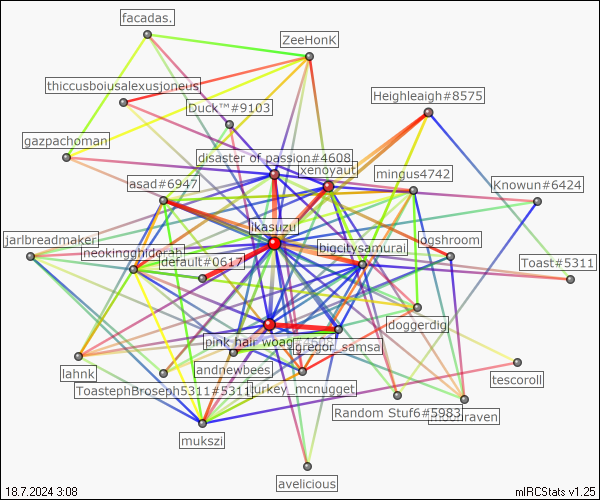 facadas.
ZeeHonK
thiccusboiusalexusjoneus
Heighleaigh#8575
Duck™#9103
gazpachoman
disaster of passion#4608
xenoyaut
mingus4742
asad#6947
Knowun#6424
ikasuzu
jarlbreadmaker
neokingghidorah
bigcitysamurai
ogshroom
default#0617
Toast#5311
doggerdig
pink hair woag#4605
gregor_samsa
lahnk
andnewbees
tescoroll
ToastephBroseph5311#5311
turkey_mcnugget
Random Stuf6#5983
mukszi
avelicious
18.7.2024 3:08
mIRCStats v1.25